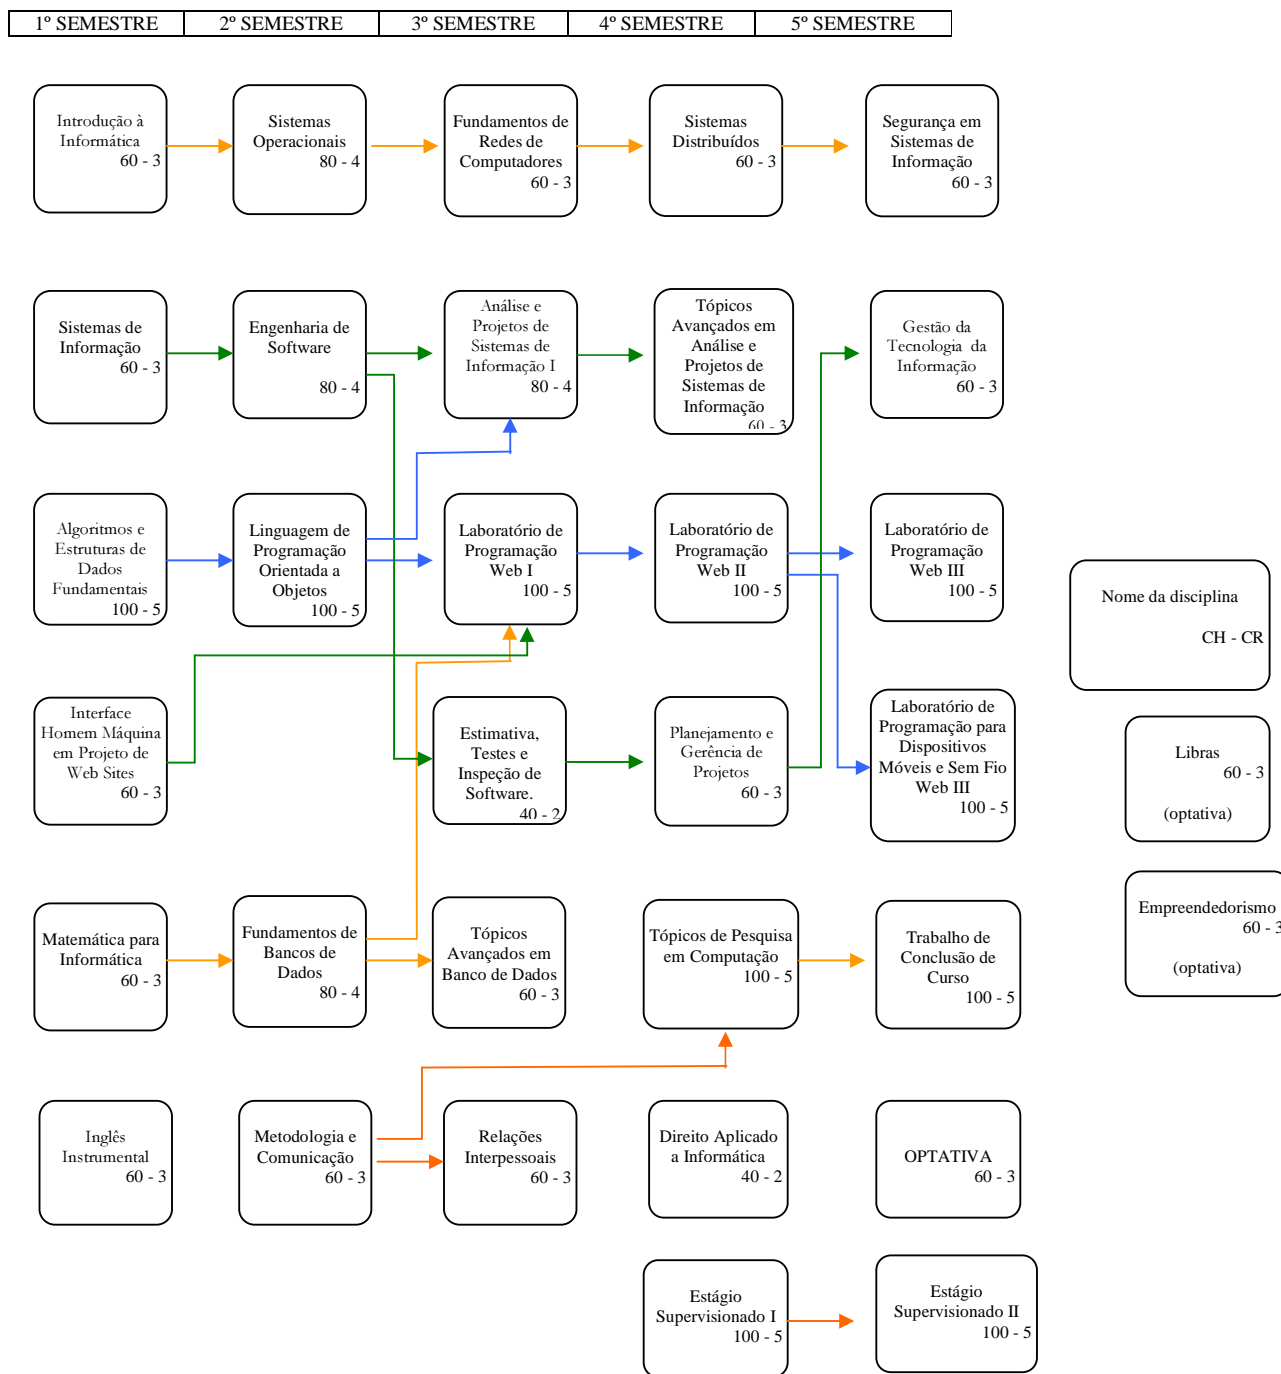 1º SEMESTRE 2º SEMESTRE 3º SEMESTRE 4º SEMESTRE 5º SEMESTRE
Introdução à
Informática
60 - 3
Sistemas
Operacionais
80 - 4
Fundamentos de
Redes de
Computadores
60 - 3
Sistemas
Distribuídos
60 - 3
Segurança em
Sistemas de
Informação
60 - 3
Sistemas de
Informação
60 - 3
Engenharia de
Software
80 - 4
Análise e
Projetos de
Sistemas de
Informação I
80 - 4
Tópicos
Avançados em
Análise e
Projetos de
Sistemas de
Informação
60 - 3
Gestão da
Tecnologia da
Informação
60 - 3
Algoritmos e
Estruturas de
Dados
Fundamentais
100 - 5
Linguagem de
Programação
Orientada a
Objetos
100 - 5
Laboratório de
Programação
Web I
100 - 5
Laboratório de
Programação
Web II
100 - 5
Laboratório de
Programação
Web III
100 - 5
Nome da disciplina
CH - CR
Interface
Homem Máquina
em Projeto de
Web Sites
60 - 3
Estimativa,
Testes e
Inspeção de
Software.
40 - 2
Planejamento e
Gerência de
Projetos
60 - 3
Laboratório de
Programação para
Dispositivos
Móveis e Sem Fio
Web III
100 - 5
Libras
60 - 3
(optativa)
Matemática para
Informática
60 - 3
Fundamentos de
Bancos de
Dados
80 - 4
Tópicos
Avançados em
Banco de Dados
60 - 3
Tópicos de Pesquisa
em Computação
100 - 5
Trabalho de
Conclusão de
Curso
100 - 5
Empreendedorismo
60 - 3
(optativa)
Inglês
Instrumental
60 - 3
Metodologia e
Comunicação
60 - 3
Relações
Interpessoais
60 - 3
Direito Aplicado
a Informática
40 - 2
OPTATIVA
60 - 3
Estágio
Supervisionado I
100 - 5
Estágio
Supervisionado II
100 - 5